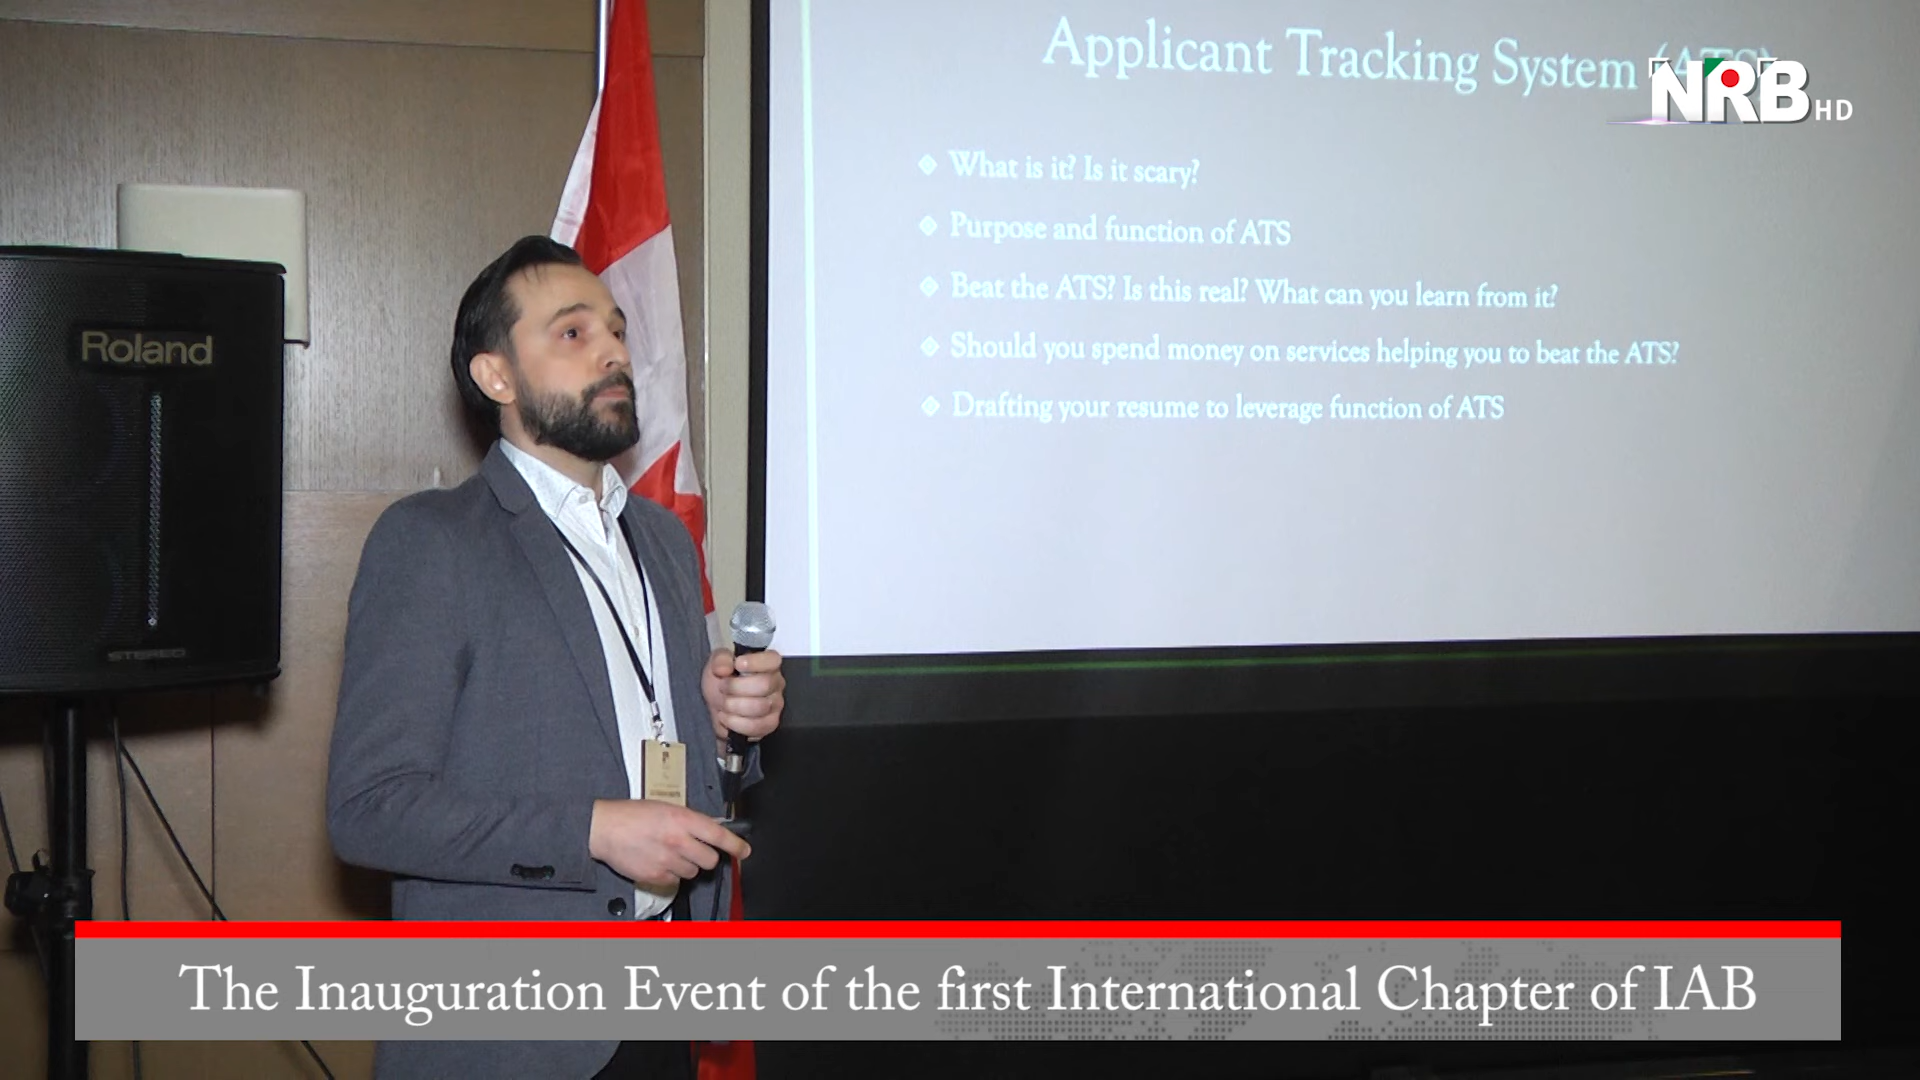 Applicant Tracking System (ATS)
NRB HD
What is it? Is it scary?
Purpose and function of ATS
Beat the ATS? Is this real? What can you learn from it?
Should you spend money on services helping you to beat the ATS?
Drafting your resume to leverage function of ATS
Roland
STEREO
The Inauguration Event of the first International Chapter of IAB